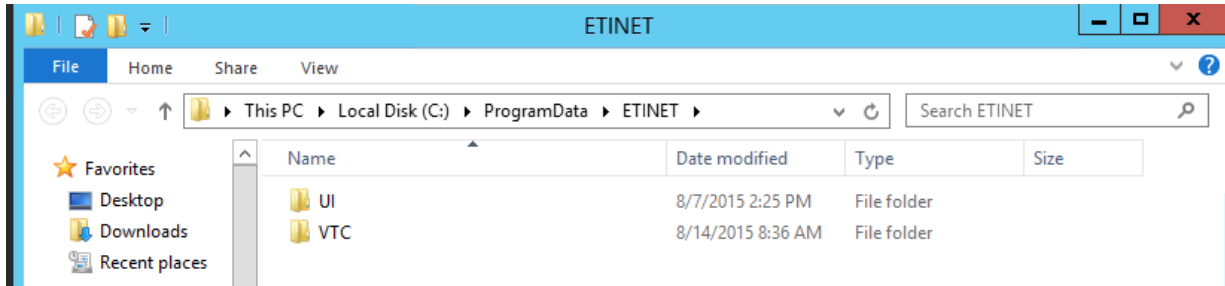 ETINET
File Home Share View
This PC Local Disk (C:) ProgramData ETINET Search ETINET
Favorites Name Date modified Type Size
Desktop UI 8/7/2015 2:25 PM File folder
Downloads VTC 8/14/2015 8:36 AM File folder
Recent places